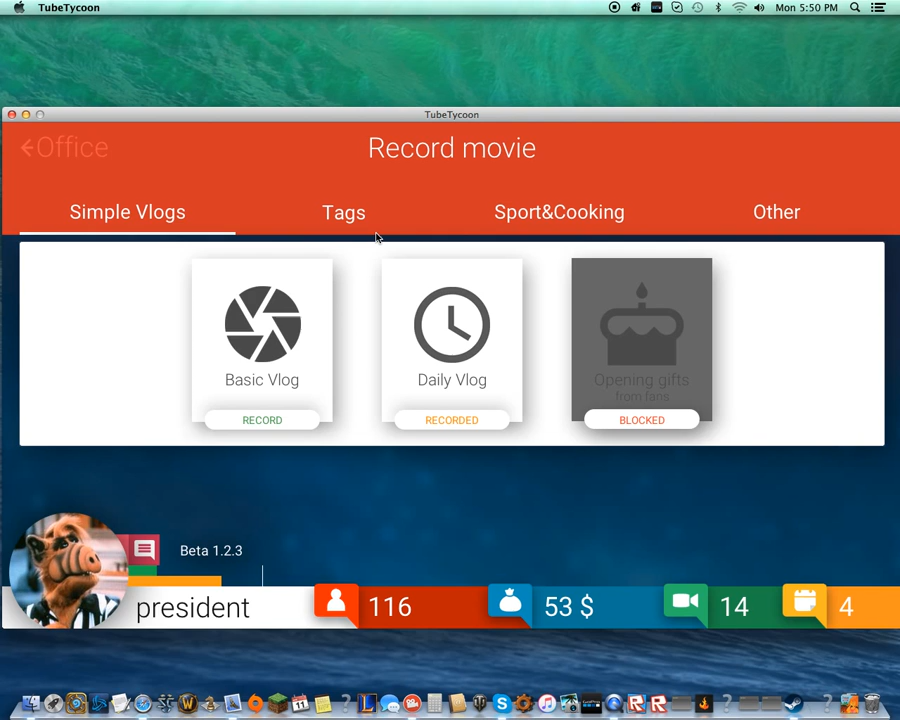 TubeTycoon
Mon 5:50 PM
TubeTycoon
Office
Record movie
Simple Vlogs
Tags
Sport&Cooking
Other
Basic Vlog
RECORD
Daily Vlog
RECORDED
Opening gifts
from fans
BLOCKED
Beta 1.2.3
president
116
53 $
14
4